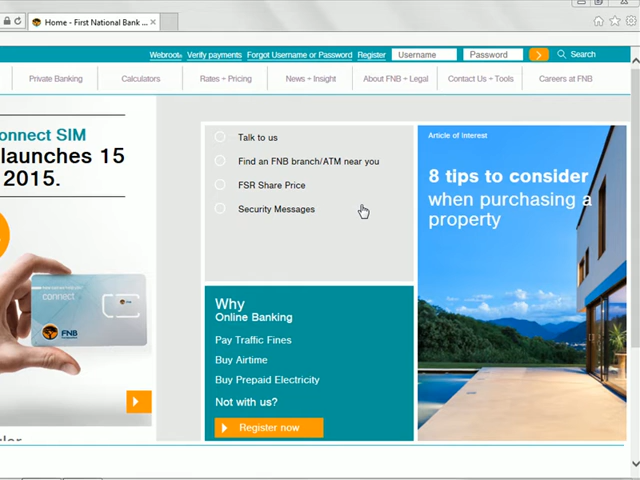 Home - First National Bank ...
Webroot® Verify payments Forgot Username or Password Register Username Password Search
Private Banking Calculators Rates + Pricing News + Insight About FNB + Legal Contact Us + Tools Careers at FNB
onnect SIM
launches 15
2015.
connect
FNB
Talk to us
Find an FNB branch/ATM near you
FSR Share Price
Security Messages
Why
Online Banking
Pay Traffic Fines
Buy Airtime
Buy Prepaid Electricity
Not with us?
Register now
Article of Interest
8 tips to consider
when purchasing a
property